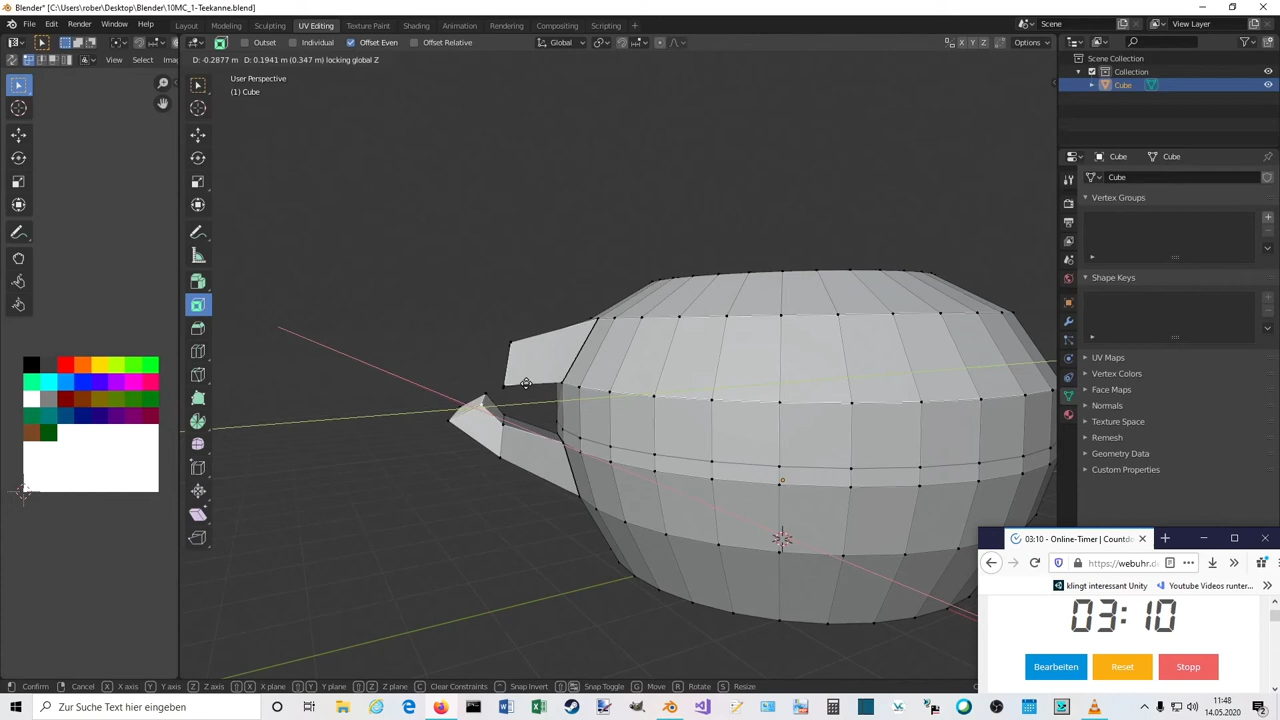 Blender* [C:\Users\rober\Desktop\Blender\10MC_1-Teekanne.blend]
File Edit Render Window Help Layout Modeling Sculpting UV Editing Texture Paint Shading Animation Rendering Compositing Scripting Scene View Layer
Outset Individual Offset Even Offset Relative Global X Y Z Options
View Select Ima
D: -0.2877 m D: 0.1941 m (0.347 m) locking global Z
User Perspective
(1) Cube
Scene Collection
Collection
Cube
Cube Cube
Cube
Vertex Groups
Shape Keys
UV Maps
Vertex Colors
Face Maps
Normals
Texture Space
Remesh
Geometry Data
Custom Properties
03:10 - Online-Timer | Countdo
https://webuhr.d
klingt interessant Unity Youtube Videos runter...
03:10
Bearbeiten Reset Stopp
Confirm Cancel X X axis Y Y axis Z Z axis X X plane Y Y plane Z Z plane C Clear Constraints Snap Invert Snap Toggle G Move R Rotate S Resize
Zur Suche Text hier eingeben
11:48
14.05.2020